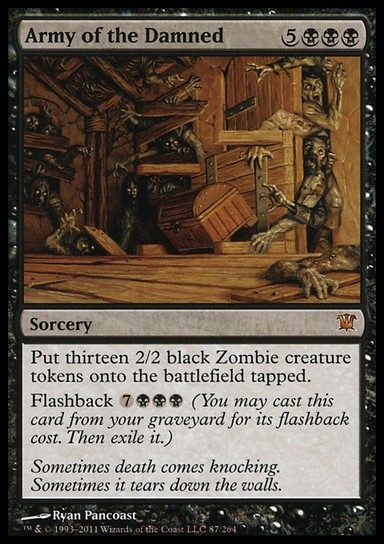 Army of the Damned 5
Sorcery
Put thirteen 2/2 black Zombie creature
tokens onto the battlefield tapped.
Flashback 7 (You may cast this
card from your graveyard for its flashback
cost. Then exile it.)
Sometimes death comes knocking.
Sometimes it tears down the walls.
Ryan Pancoast
™ & © 1993–2011 Wizards of the Coast LLC 87/264